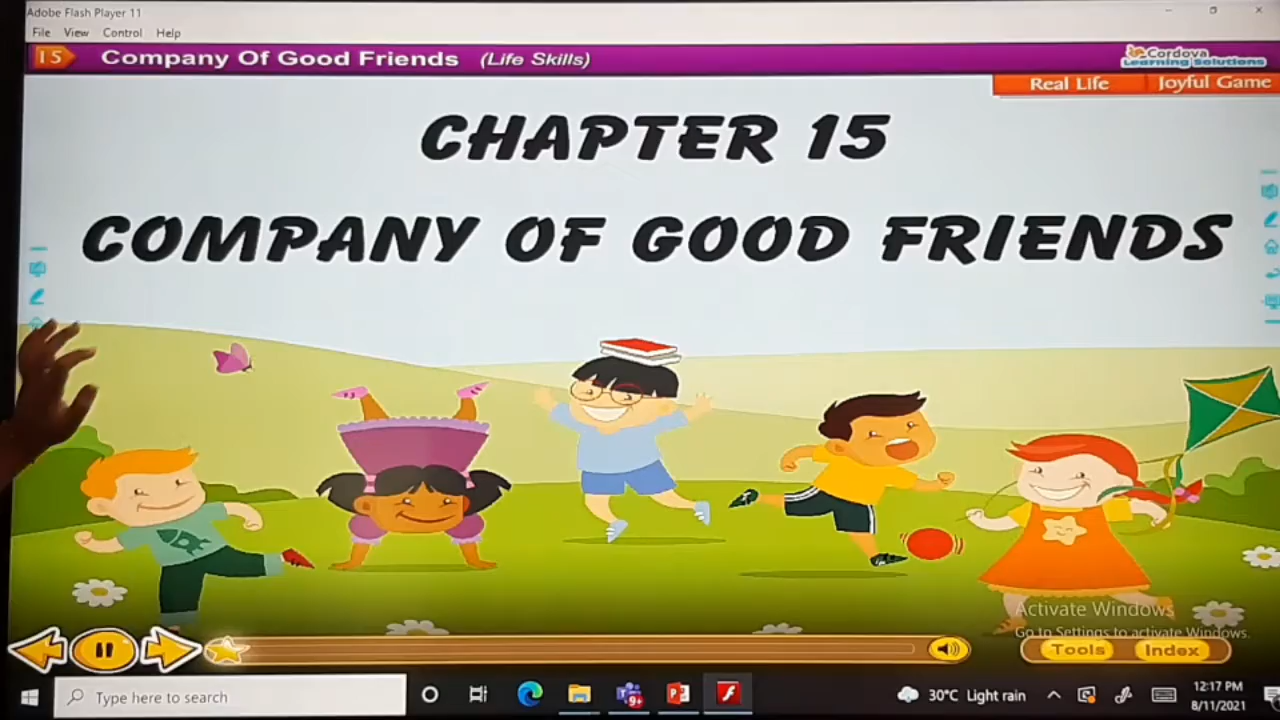 Adobe Flash Player 11
File View Control Help
15 Company Of Good Friends (Life Skills)
Cordova
Learning Solutions
Real Life Joyful Game
CHAPTER 15
COMPANY OF GOOD FRIENDS
Activate Windows
Go to Settings to activate Windows.
Tools Index
Type here to search
9+
30°C Light rain
12:17 PM
8/11/2021